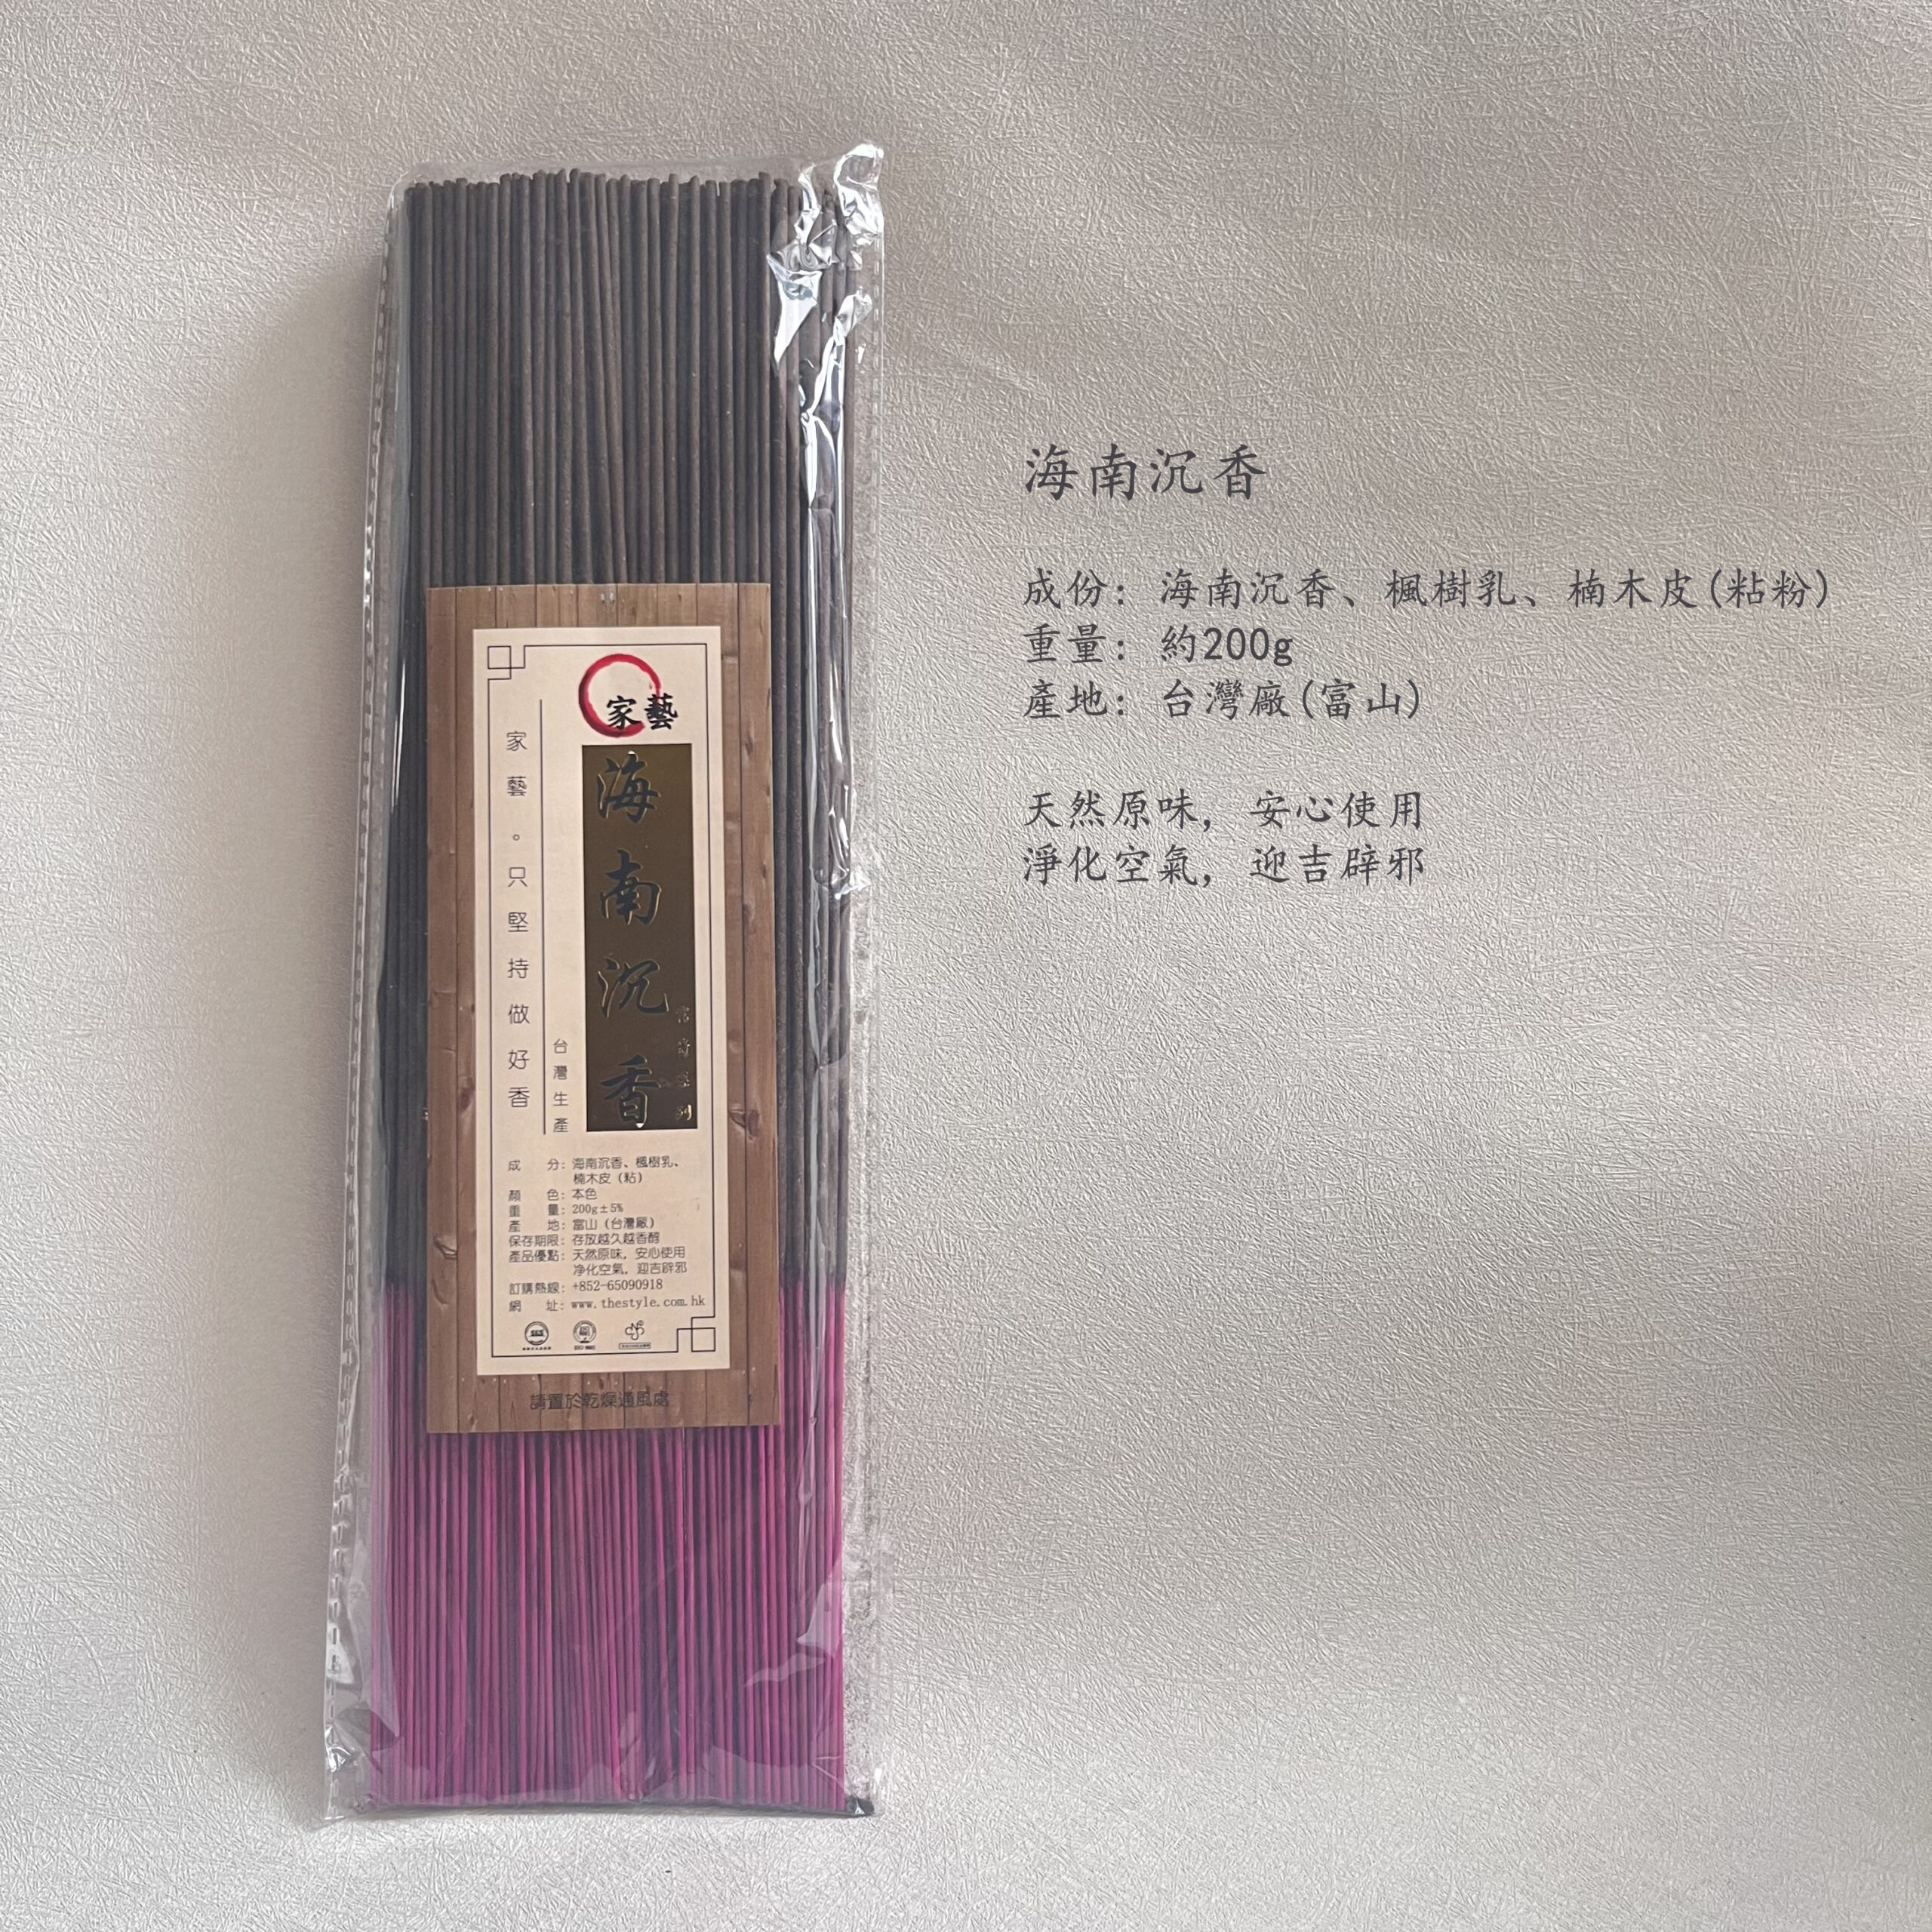 家藝
海南沉香
家藝。只堅持做好香
台灣生產
成 分: 海南沉香、楓樹乳、
楠木皮 (粘)
顏 色: 本色
重 量: 200g±5%
產 地: 富山 (台灣廠)
保存期限: 存放越久越香醇
產品優點: 天然原味, 安心使用
净化空氣, 迎吉辟邪
訂購熱線: +852-65090918
網 址: www.thestyle.com.hk
SGS
請置於乾燥通風處
海南沉香
成份: 海南沉香、楓樹乳、楠木皮(粘粉)
重量: 約200g
產地: 台灣廠(富山)
天然原味, 安心使用
淨化空氣, 迎吉辟邪